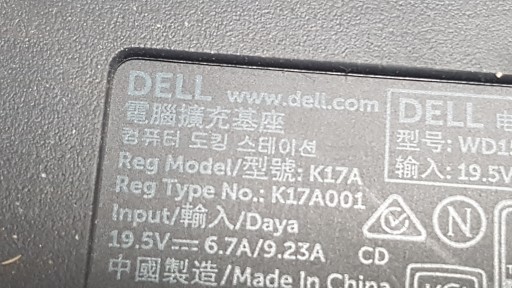 DELL www.dell.com
電腦擴充基座
컴퓨터 도킹 스테이션
Reg Model/型號: K17A
Reg Type No.: K17A001
Input/輸入/Daya
19.5V⎓ 6.7A/9.23A CD
中國製造/Made In China
DELL
型号: WD15
输入: 19.5V
N